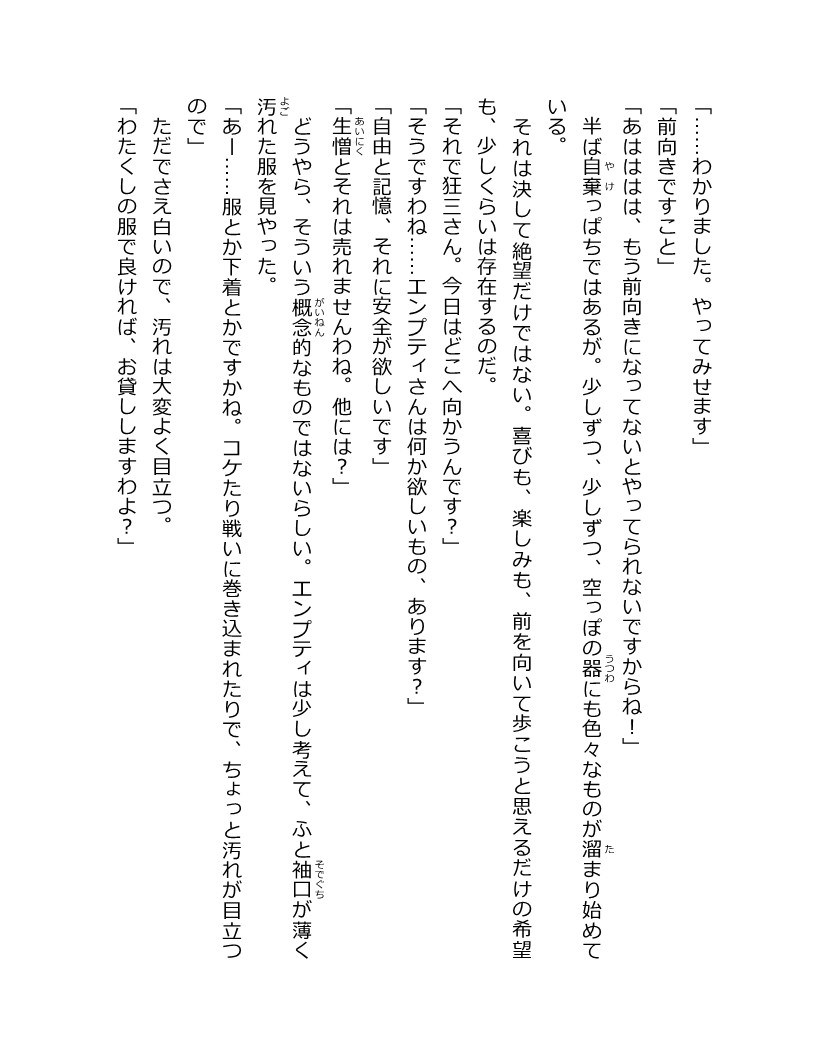 「……わかりました。やってみせます」
「前向きですこと」
「あはははは、もう前向きになってないとやってられないですからね！」
　半ば自棄っぱちではあるが。少しずつ、少しずつ、空っぽの器にも色々なものが溜まり始めて
いる。
　それは決して絶望だけではない。喜びも、楽しみも、前を向いて歩こうと思えるだけの希望
も、少しくらいは存在するのだ。
「それで狂三さん。今日はどこへ向かうんです？」
「そうですわね……エンプティさんは何か欲しいもの、あります？」
「自由と記憶、それに安全が欲しいです」
「生憎とそれは売れませんわね。他には？」
　どうやら、そういう概念的なものではないらしい。エンプティは少し考えて、ふと袖口が薄く
汚れた服を見やった。
「あー……服とか下着とかですかね。コケたり戦いに巻き込まれたりで、ちょっと汚れが目立つ
ので」
　ただでさえ白いので、汚れは大変よく目立つ。
「わたくしの服で良ければ、お貸ししますわよ？」